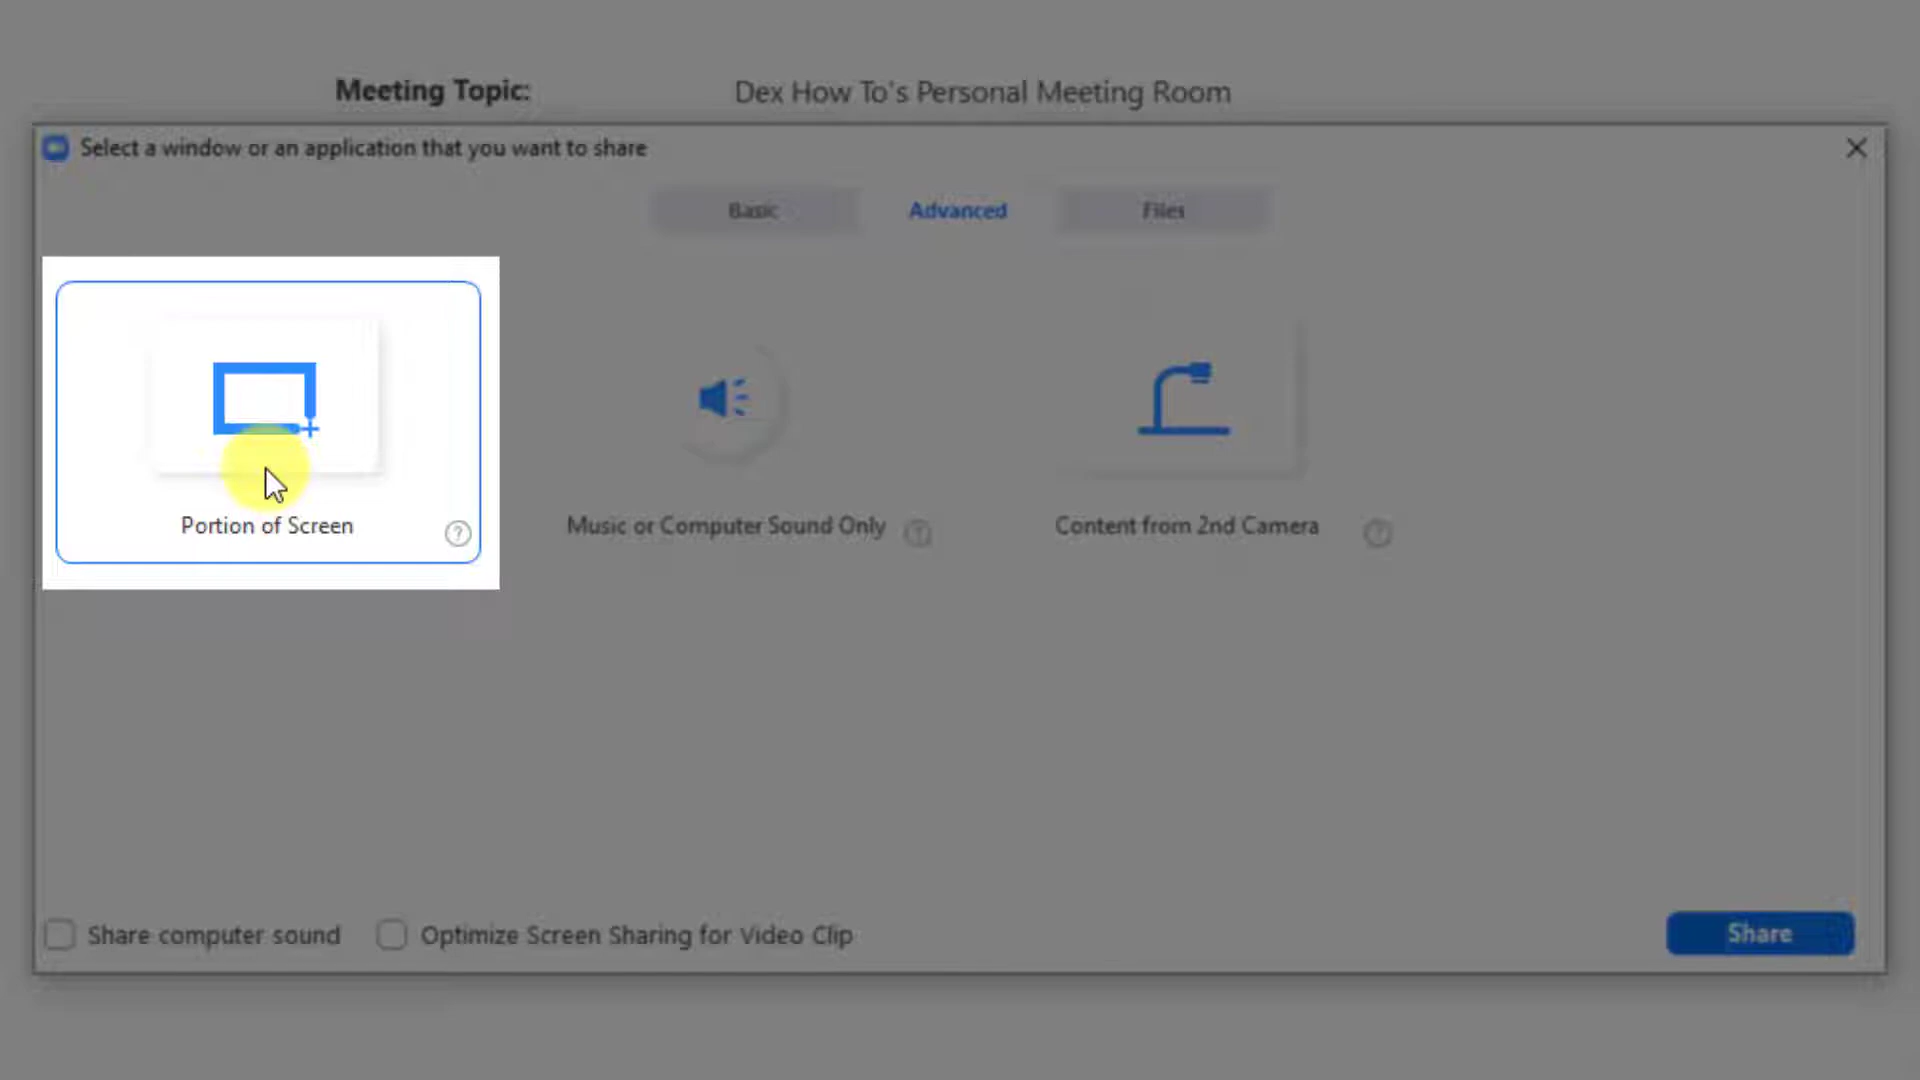 Meeting Topic: Dex How To's Personal Meeting Room
Select a window or an application that you want to share
Basic Advanced Files
Portion of Screen ? Music or Computer Sound Only ? Content from 2nd Camera ?
Share computer sound Optimize Screen Sharing for Video Clip Share